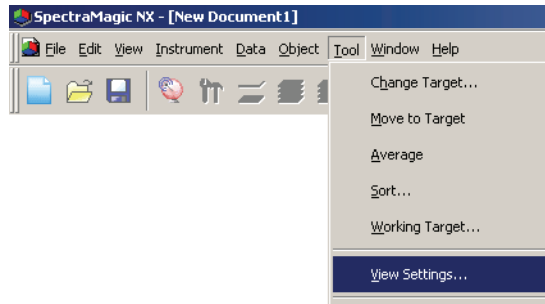 SpectraMagic NX - [New Document1]
File Edit View Instrument Data Object Tool Window Help
Change Target...
Move to Target
Average
Sort...
Working Target...
View Settings...